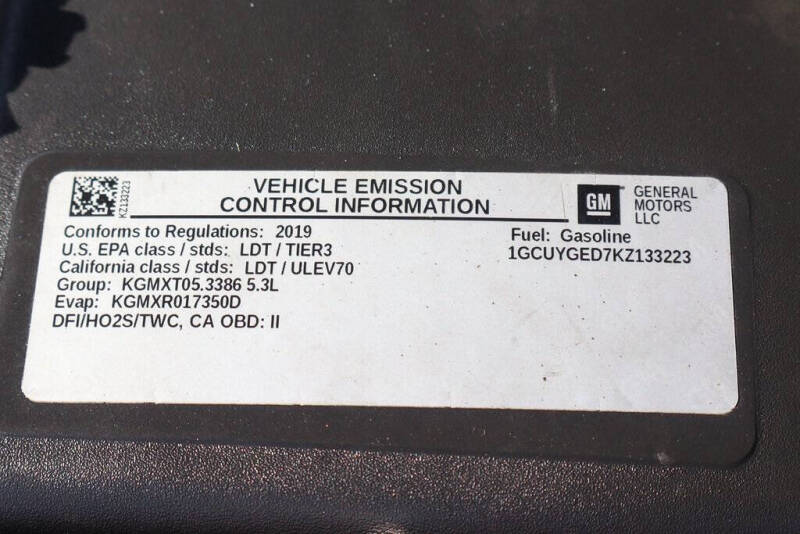 KZ133223
VEHICLE EMISSION
CONTROL INFORMATION
GM
GENERAL
MOTORS
LLC
Conforms to Regulations: 2019
U.S. EPA class / stds: LDT / TIER3
California class / stds: LDT / ULEV70
Group: KGMXT05.3386 5.3L
Evap: KGMXR017350D
DFI/HO2S/TWC, CA OBD: II
Fuel: Gasoline
1GCUYGED7KZ133223